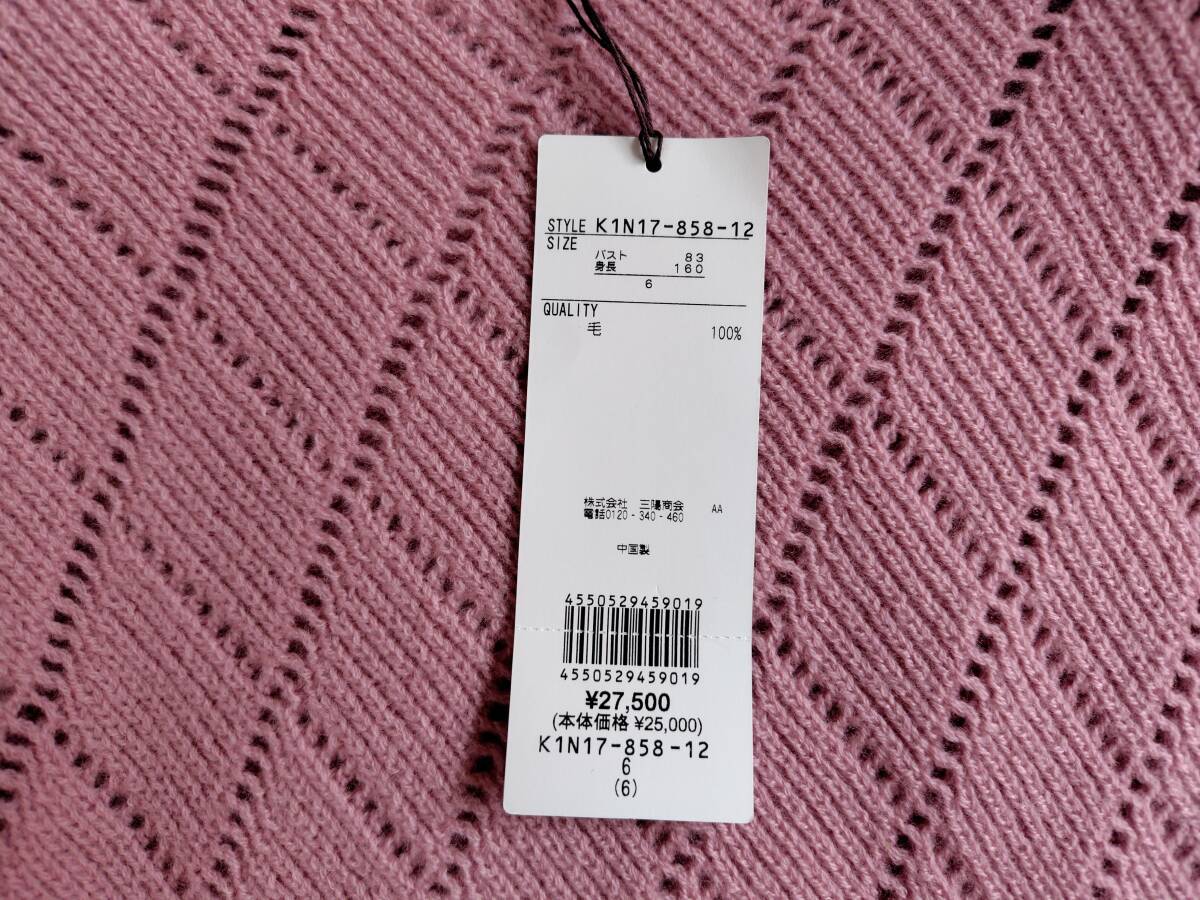 STYLE K1N17-858-12
SIZE
バスト 83
身長 160
6
QUALITY
毛 100%
株式会社 三陽商会 AA
電話0120-340-460
中国製
4550529459019
4550529459019
¥27,500
(本体価格 ¥25,000)
K1N17-858-12
6
(6)